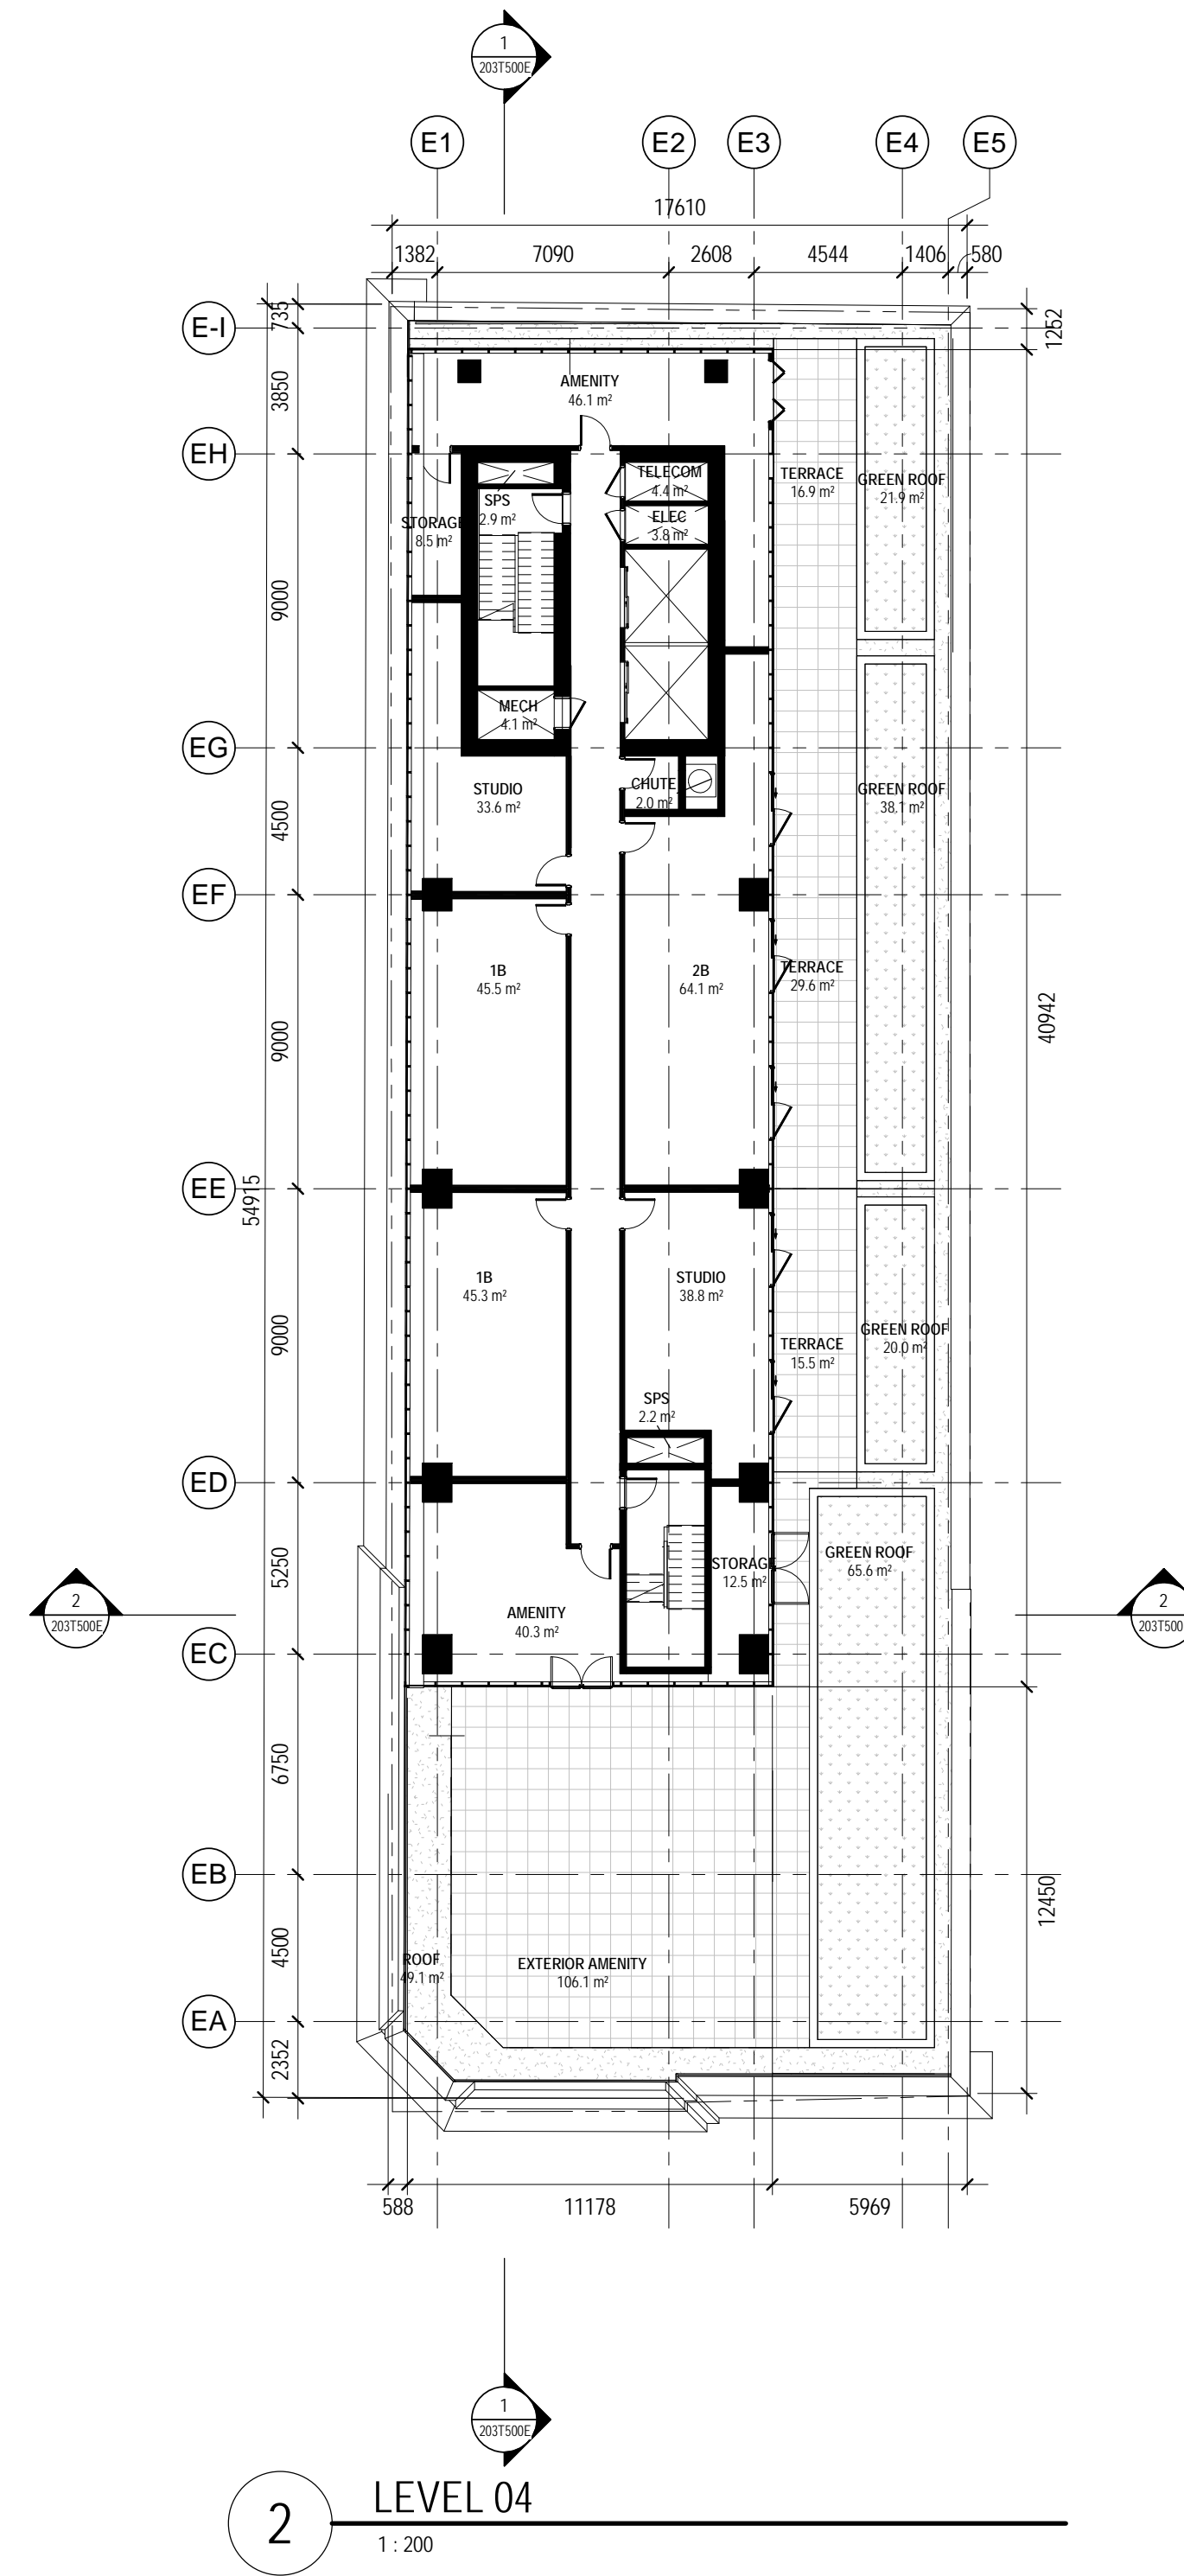 1
203T500E
E1
E2
E3
E4
E5
17610
1382
7090
2608
4544
1406
580
E-I
735
1252
3850
AMENITY
46.1 m²
EH
TELECOM
4.4 m²
TERRACE
16.9 m²
GREEN ROOF
21.9 m²
SPS
2.9 m²
ELEC
3.8 m²
STORAGE
8.5 m²
9000
MECH
4.1 m²
EG
STUDIO
33.6 m²
CHUTE
2.0 m²
GREEN ROOF
38.1 m²
4500
EF
1B
45.5 m²
2B
64.1 m²
TERRACE
29.6 m²
9000
40942
EE
54915
1B
45.3 m²
STUDIO
38.8 m²
9000
TERRACE
15.5 m²
GREEN ROOF
20.0 m²
SPS
2.2 m²
ED
5250
STORAGE
12.5 m²
GREEN ROOF
65.6 m²
2
203T500E
2
203T500
AMENITY
40.3 m²
EC
6750
EB
12450
4500
ROOF
49.1 m²
EXTERIOR AMENITY
106.1 m²
EA
2352
588
11178
5969
1
203T500E
2
LEVEL 04
1 : 200